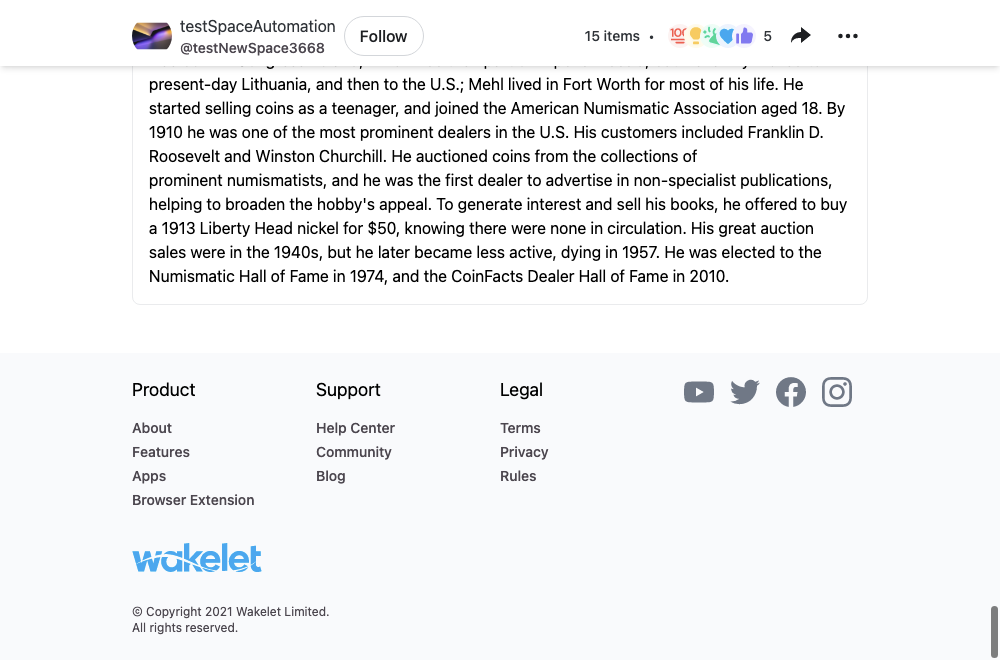 testSpaceAutomation
@testNewSpace3668
Follow
15 items
5
present-day Lithuania, and then to the U.S.; Mehl lived in Fort Worth for most of his life. He
started selling coins as a teenager, and joined the American Numismatic Association aged 18. By
1910 he was one of the most prominent dealers in the U.S. His customers included Franklin D.
Roosevelt and Winston Churchill. He auctioned coins from the collections of
prominent numismatists, and he was the first dealer to advertise in non-specialist publications,
helping to broaden the hobby's appeal. To generate interest and sell his books, he offered to buy
a 1913 Liberty Head nickel for $50, knowing there were none in circulation. His great auction
sales were in the 1940s, but he later became less active, dying in 1957. He was elected to the
Numismatic Hall of Fame in 1974, and the CoinFacts Dealer Hall of Fame in 2010.
Product
About
Features
Apps
Browser Extension
Support
Help Center
Community
Blog
Legal
Terms
Privacy
Rules
wakelet
© Copyright 2021 Wakelet Limited.
All rights reserved.